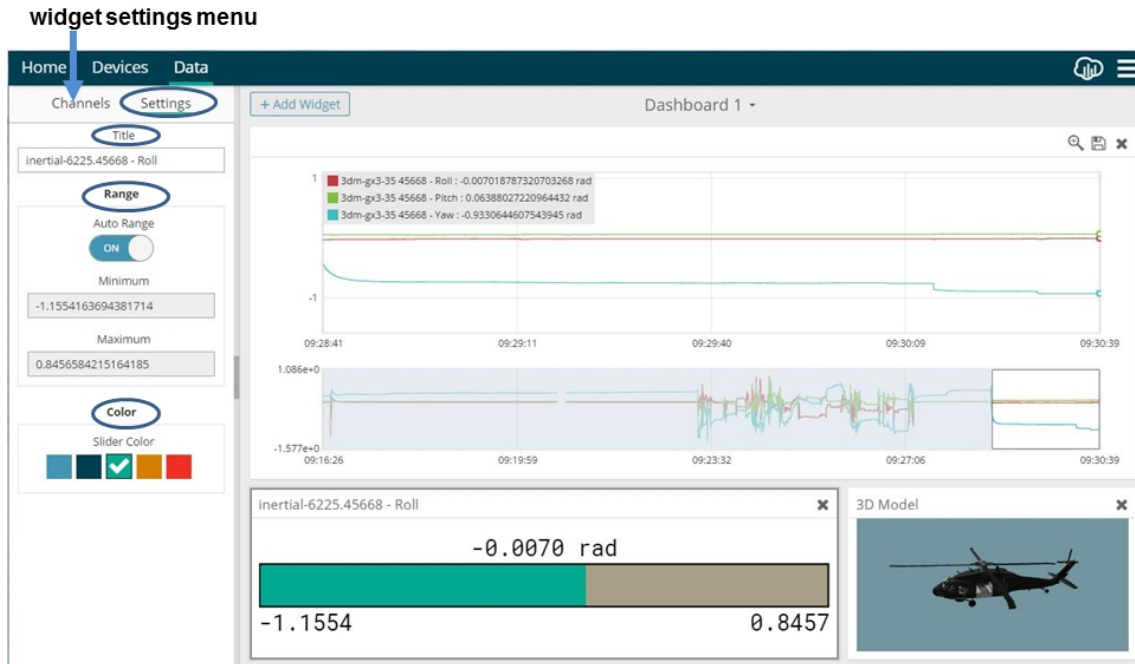 widget settings menu
Home Devices Data
Channels Settings
Title
inertial-6225.45668 - Roll
Range
Auto Range
ON
Minimum
-1.1554163694381714
Maximum
0.8456584215164185
Color
Slider Color
+ Add Widget
Dashboard 1
1
3dm-gx3-35 45668 - Roll : -0.007018787320703268 rad
3dm-gx3-35 45668 - Pitch : 0.06388027220964432 rad
3dm-gx3-35 45668 - Yaw : -0.9330644607543945 rad
-1
09:28:41 09:29:11 09:29:40 09:30:09 09:30:39
1.086e+0
-1.577e+0
09:16:26 09:19:59 09:23:32 09:27:06 09:30:39
inertial-6225.45668 - Roll
-0.0070 rad
-1.1554 0.8457
3D Model